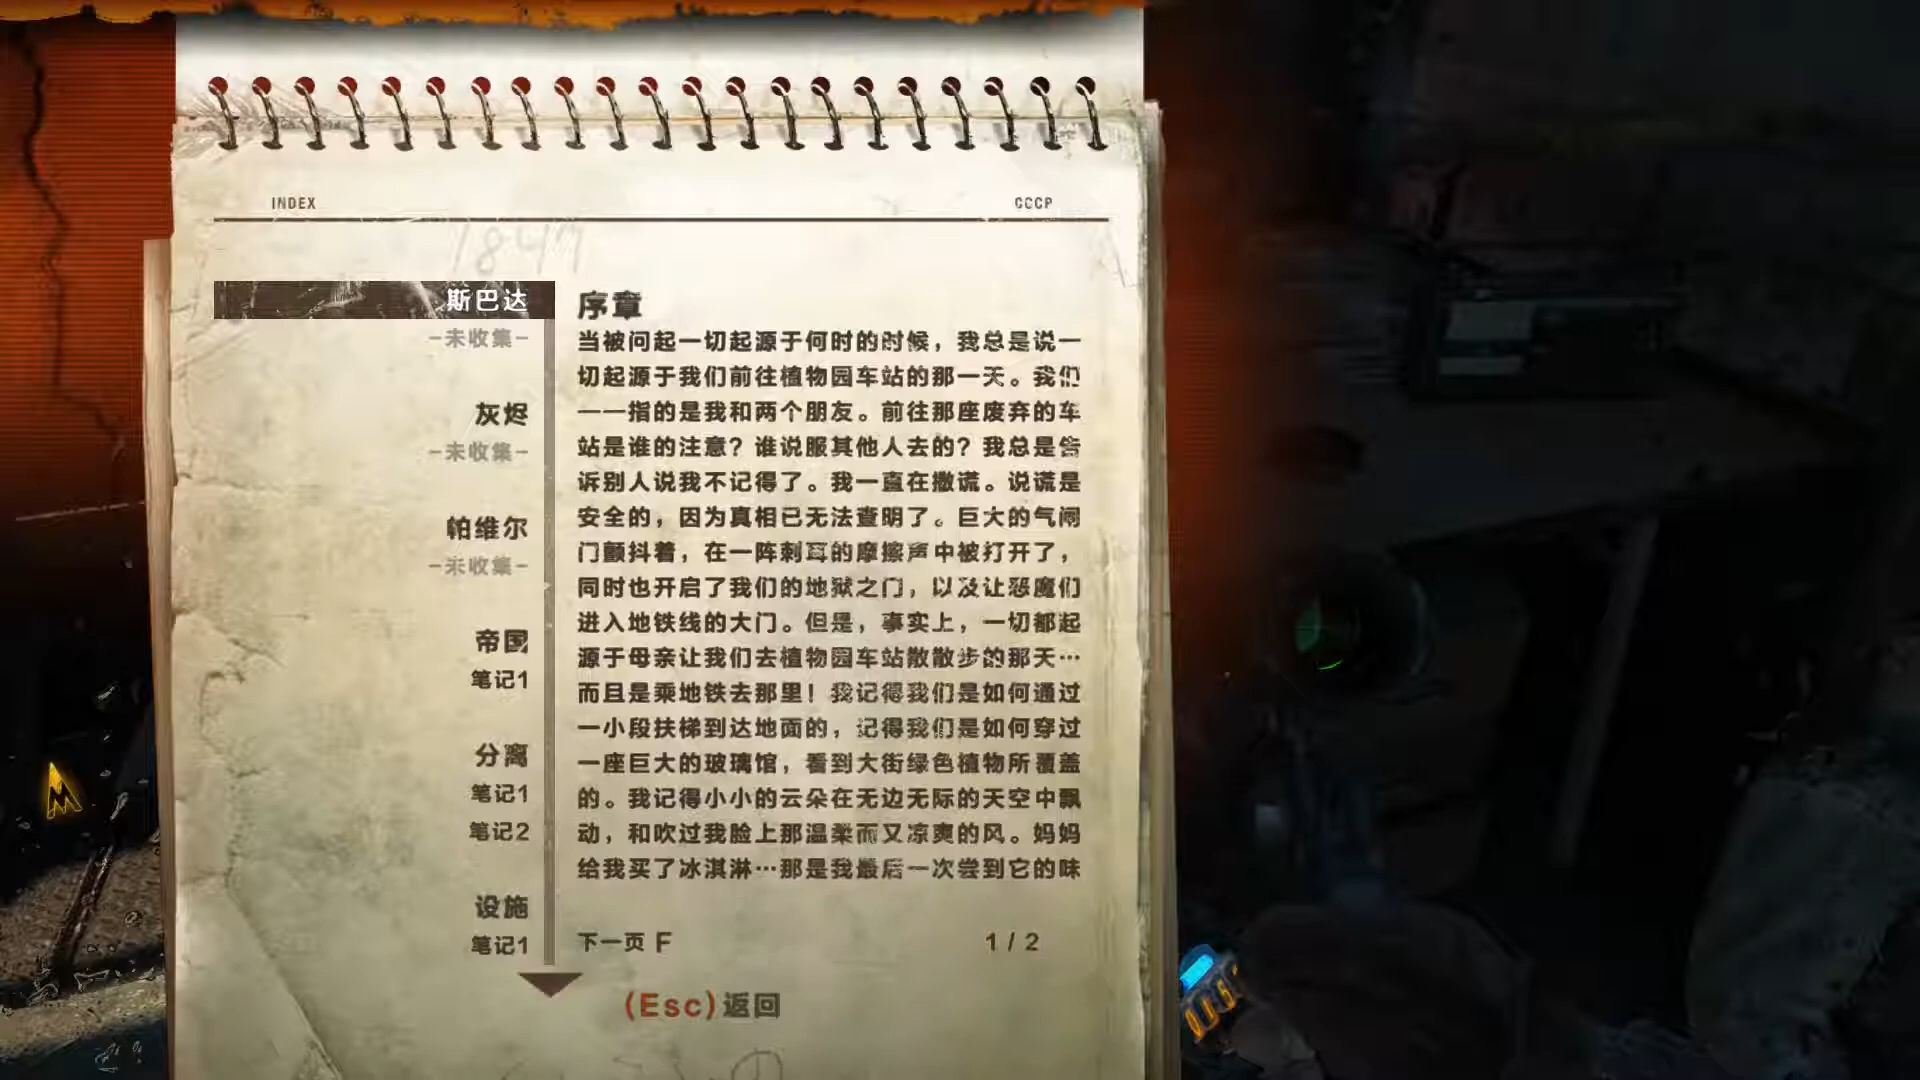 INDEX
CCCP
1847
斯巴达
-未收集-
灰烬
-未收集-
帕维尔
-未收集-
帝国
笔记1
分离
笔记1
笔记2
设施
笔记1
序章
当被问起一切起源于何时的时候，我总是说一
切起源于我们前往植物园车站的那一天。我们
——指的是我和两个朋友。前往那座废弃的车
站是谁的注意？谁说服其他人去的？我总是告
诉别人说我不记得了。我一直在撒谎。说谎是
安全的，因为真相已无法查明了。巨大的气闸
门颤抖着，在一阵刺耳的摩擦声中被打开了，
同时也开启了我们的地狱之门，以及让恶魔们
进入地铁线的大门。但是，事实上，一切都起
源于母亲让我们去植物园车站散散步的那天…
而且是乘地铁去那里！我记得我们是如何通过
一小段扶梯到达地面的，记得我们是如何穿过
一座巨大的玻璃馆，看到大街绿色植物所覆盖
的。我记得小小的云朵在无边无际的天空中飘
动，和吹过我脸上那温柔而又凉爽的风。妈妈
给我买了冰淇淋…那是我最后一次尝到它的味
下一页 F
1 / 2
(Esc)返回